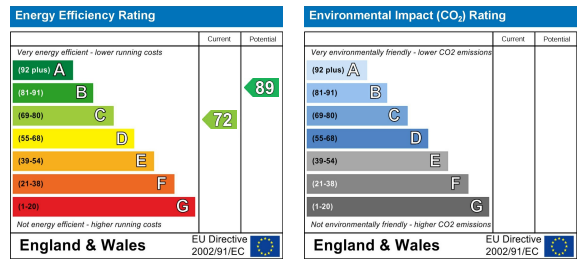 Energy Efficiency Rating
Current Potential
Very energy efficient - lower running costs
(92 plus) A
(81-91) B
89
(69-80) C
72
(55-68) D
(39-54) E
(21-38) F
(1-20) G
Not energy efficient - higher running costs
England & Wales
EU Directive
2002/91/EC
Environmental Impact (CO2) Rating
Current Potential
Very environmentally friendly - lower CO2 emissions
(92 plus) A
(81-91) B
(69-80) C
(55-68) D
(39-54) E
(21-38) F
(1-20) G
Not environmentally friendly - higher CO2 emissions
England & Wales
EU Directive
2002/91/EC